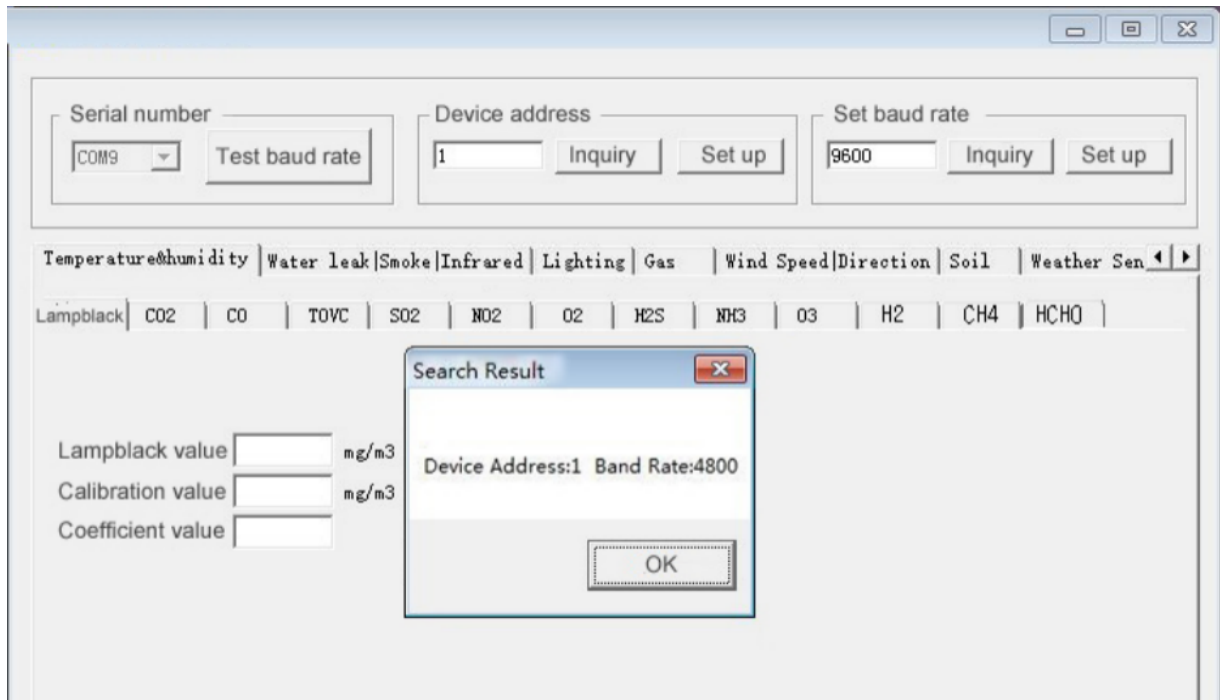 Serial number
COM9
Test baud rate
Device address
1
Inquiry
Set up
Set baud rate
9600
Inquiry
Set up
Temperature&humidity Water leak Smoke Infrared Lighting Gas Wind Speed Direction Soil Weather Sen
Lampblack CO2 CO TOVC SO2 NO2 O2 H2S NH3 O3 H2 CH4 HCHO
Search Result
Device Address:1 Band Rate:4800
OK
Lampblack value mg/m3
Calibration value mg/m3
Coefficient value